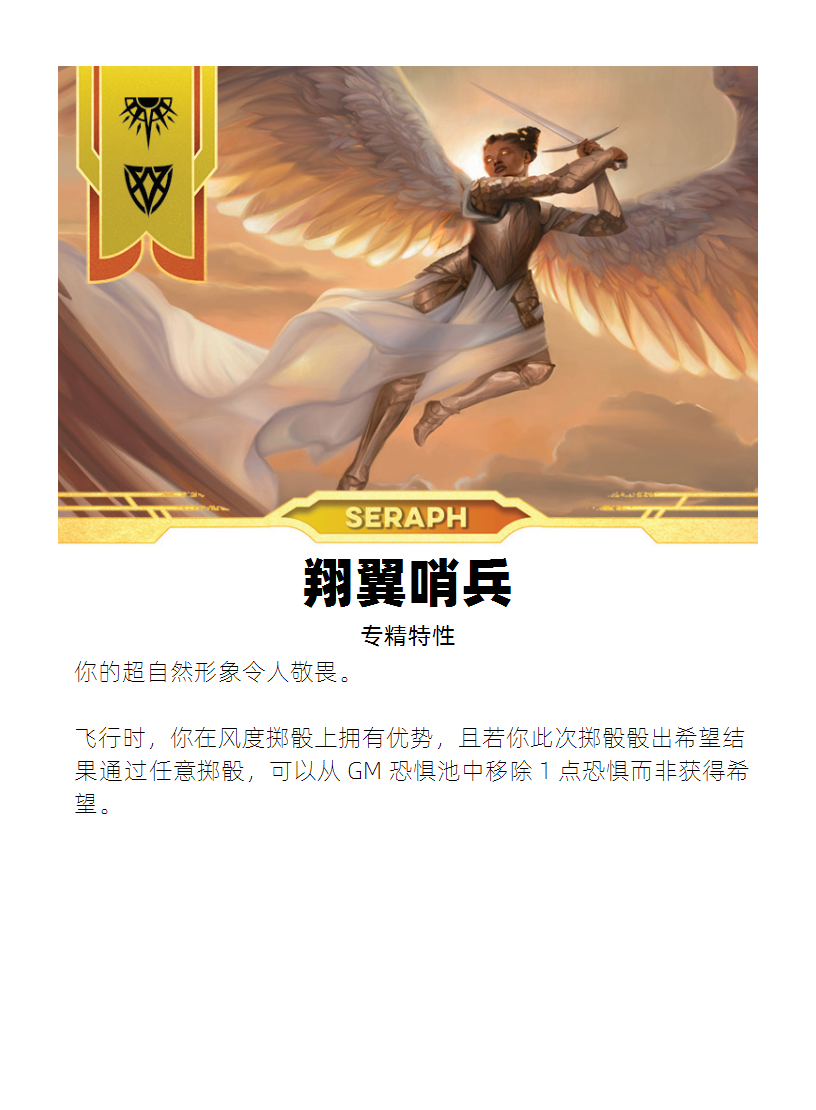 SERAPH
翔翼哨兵
专精特性
你的超自然形象令人敬畏。
飞行时，你在风度掷骰上拥有优势，且若你此次掷骰骰出希望结
果通过任意掷骰，可以从 GM 恐惧池中移除 1 点恐惧而非获得希
望。